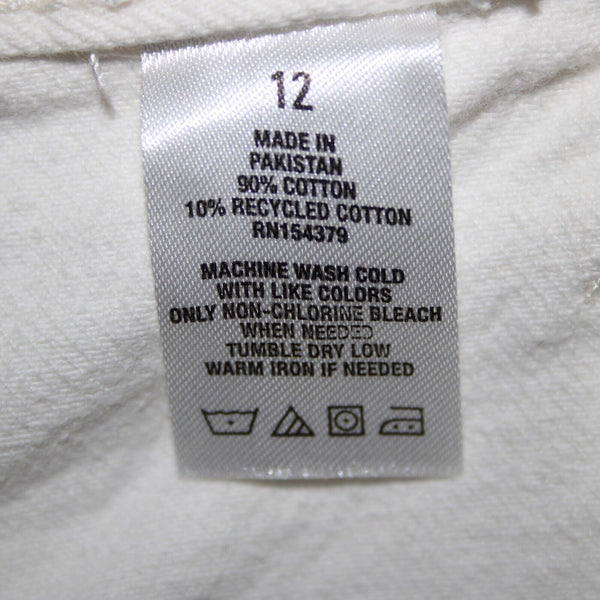 12
MADE IN
PAKISTAN
90% COTTON
10% RECYCLED COTTON
RN154379
MACHINE WASH COLD
WITH LIKE COLORS
ONLY NON-CHLORINE BLEACH
WHEN NEEDED
TUMBLE DRY LOW
WARM IRON IF NEEDED